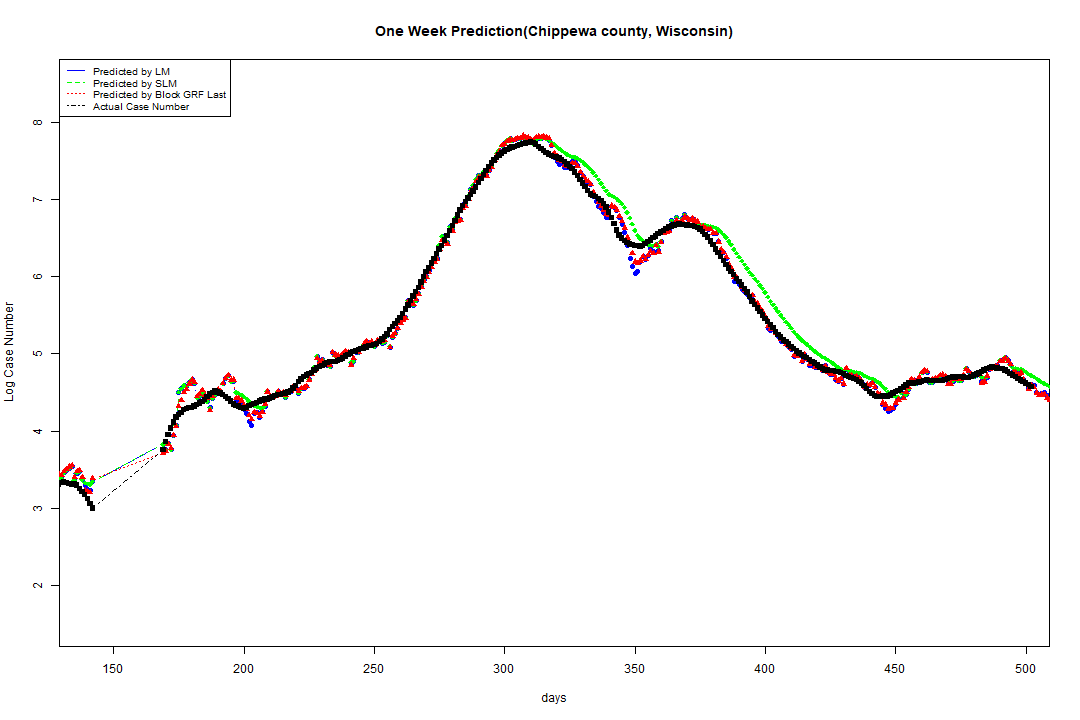 One Week Prediction(Chippewa county, Wisconsin)
Predicted by LM
Predicted by SLM
Predicted by Block GRF Last
Actual Case Number
8
7
6
5
4
3
2
Log Case Number
150 200 250 300 350 400 450 500
days